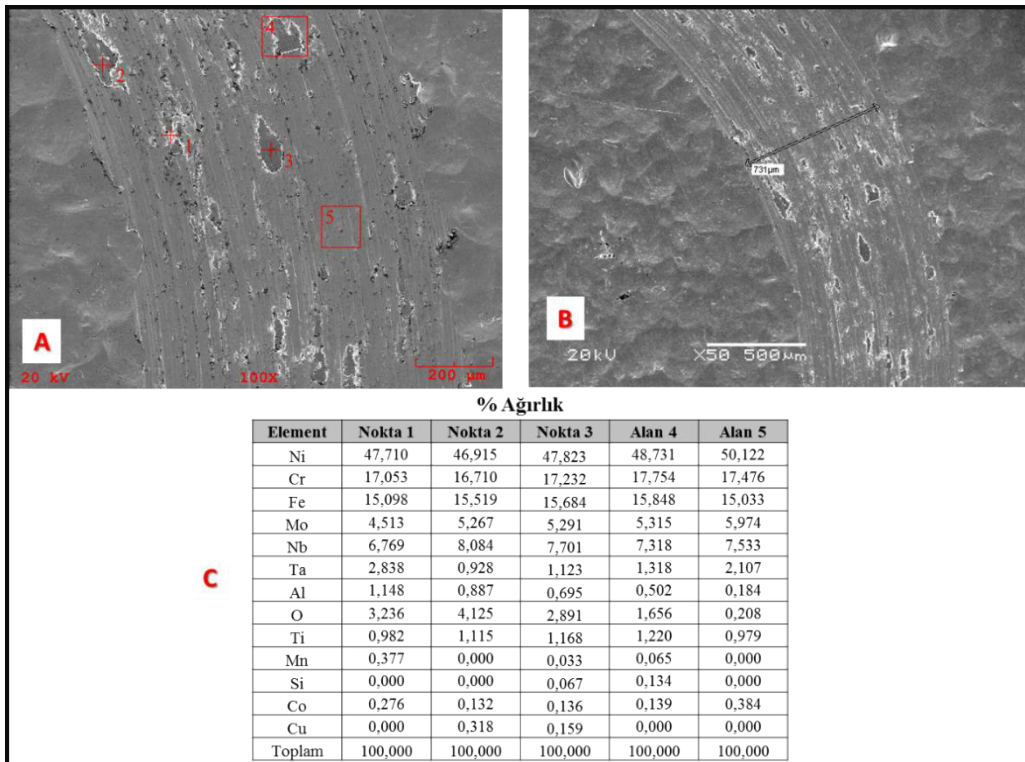 4
2
1
3
5
A
20 kV
100X
200 µm
731µm
B
20kV
X50
500µm
% Ağırlık
Element Nokta 1 Nokta 2 Nokta 3 Alan 4 Alan 5
Ni 47,710 46,915 47,823 48,731 50,122
Cr 17,053 16,710 17,232 17,754 17,476
Fe 15,098 15,519 15,684 15,848 15,033
Mo 4,513 5,267 5,291 5,315 5,974
Nb 6,769 8,084 7,701 7,318 7,533
Ta 2,838 0,928 1,123 1,318 2,107
C
Al 1,148 0,887 0,695 0,502 0,184
O 3,236 4,125 2,891 1,656 0,208
Ti 0,982 1,115 1,168 1,220 0,979
Mn 0,377 0,000 0,033 0,065 0,000
Si 0,000 0,000 0,067 0,134 0,000
Co 0,276 0,132 0,136 0,139 0,384
Cu 0,000 0,318 0,159 0,000 0,000
Toplam 100,000 100,000 100,000 100,000 100,000